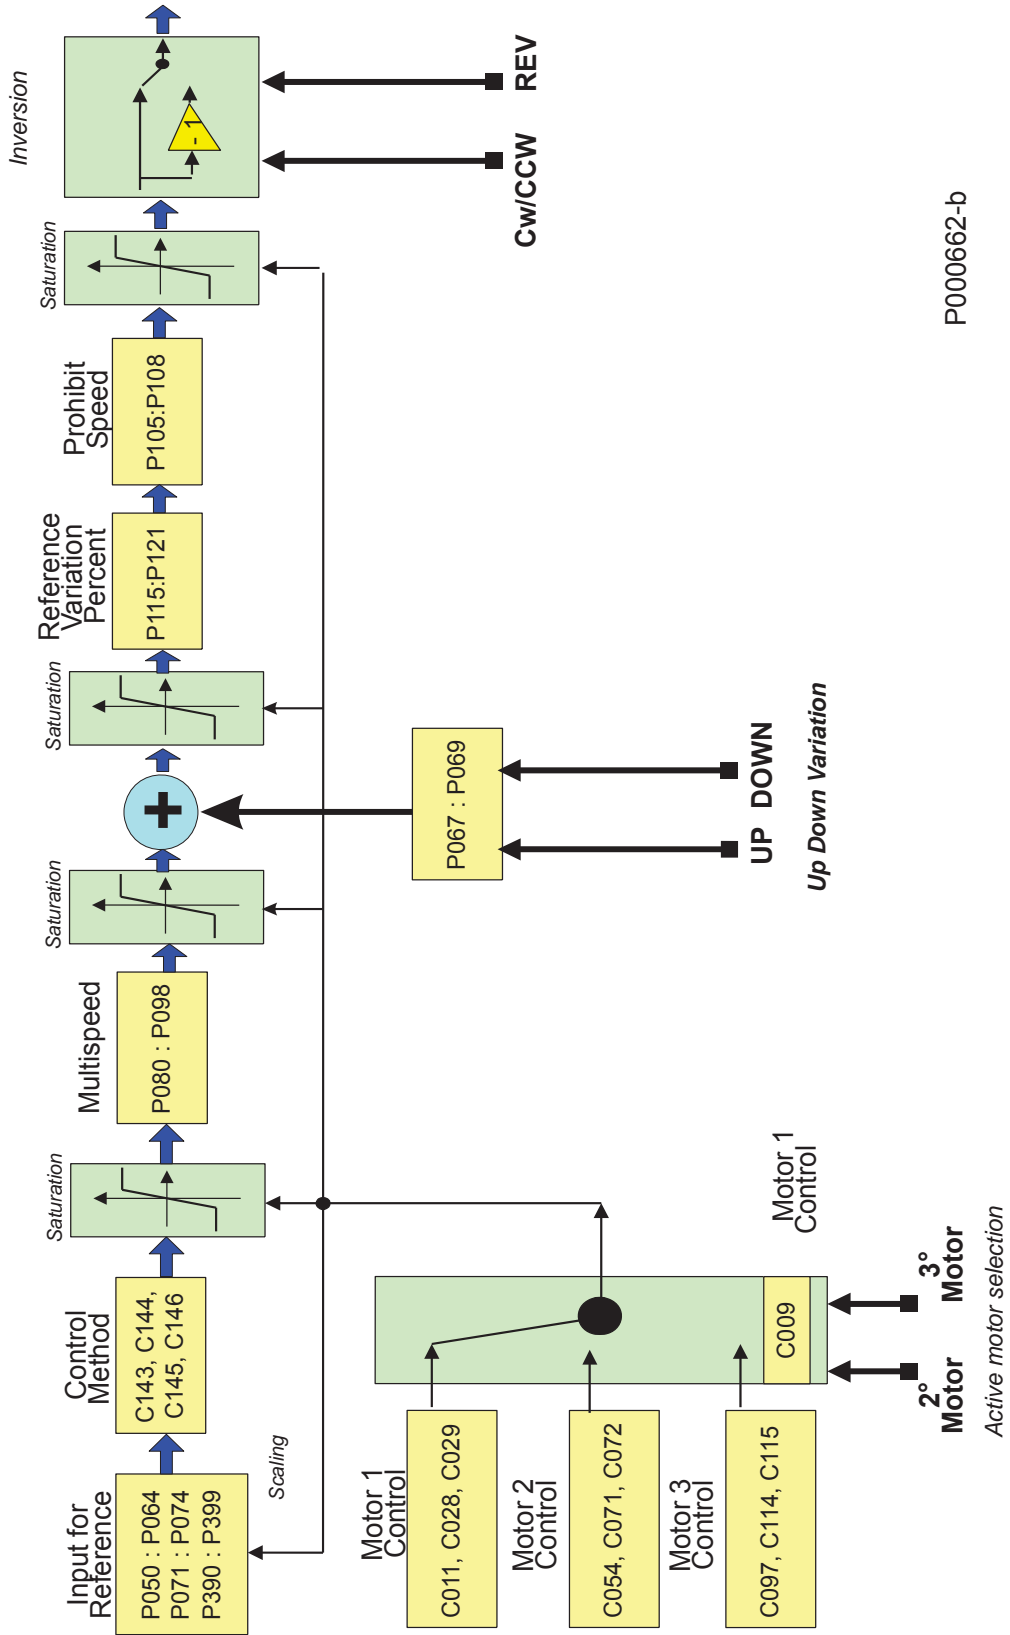 Input for
Reference
P050 : P064
P071 : P074
P390 : P399
Scaling
Control
Method
C143, C144,
C145, C146
Saturation
Multispeed
P080 : P098
Saturation
+
Saturation
Reference
Variation
Percent
P115:P121
Prohibit
Speed
P105:P108
Saturation
Inversion
- 1
Motor 1
Control
C011, C028, C029
Motor 2
Control
C054, C071, C072
Motor 3
Control
C097, C114, C115
C009
Motor 1
Control
2°
Motor
3°
Motor
Active motor selection
P067 : P069
UP
DOWN
Up Down Variation
Cw/CCW
REV
P000662-b